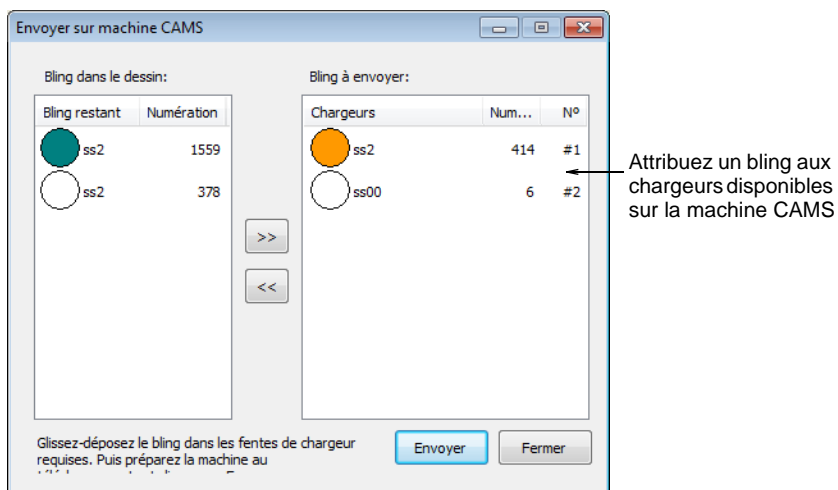 Envoyer sur machine CAMS
Bling dans le dessin:
Bling à envoyer:
Bling restant Numération
Chargeurs Num... Nº
ss2 1559
ss2 414 #1
ss2 378
ss00 6 #2
Attribuez un bling aux
chargeurs disponibles
sur la machine CAMS
>>
<<
Glissez-déposez le bling dans les fentes de chargeur
requises. Puis préparez la machine au
Envoyer
Fermer